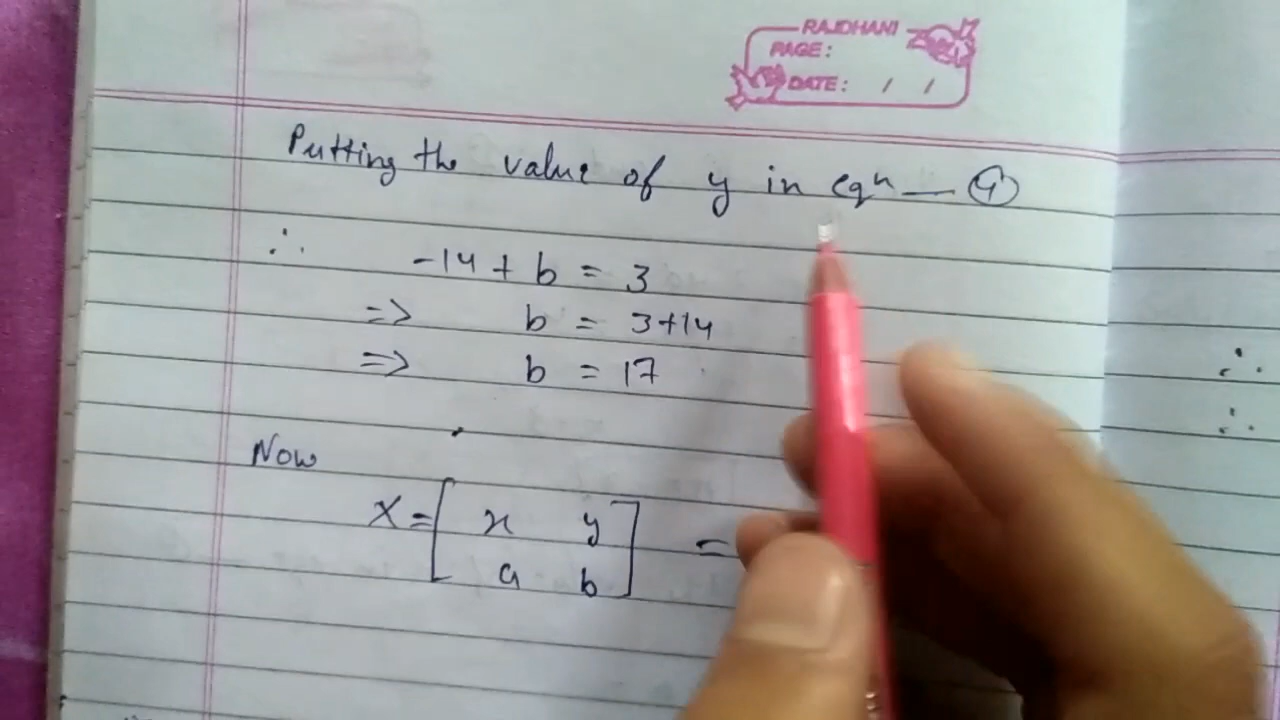 RAJDHANI
PAGE:
DATE: / /
Putting the value of y in eqn — 4
∴ -14 + b = 3
=> b = 3+14
=> b = 17
Now
X = [ x y ] =
a b